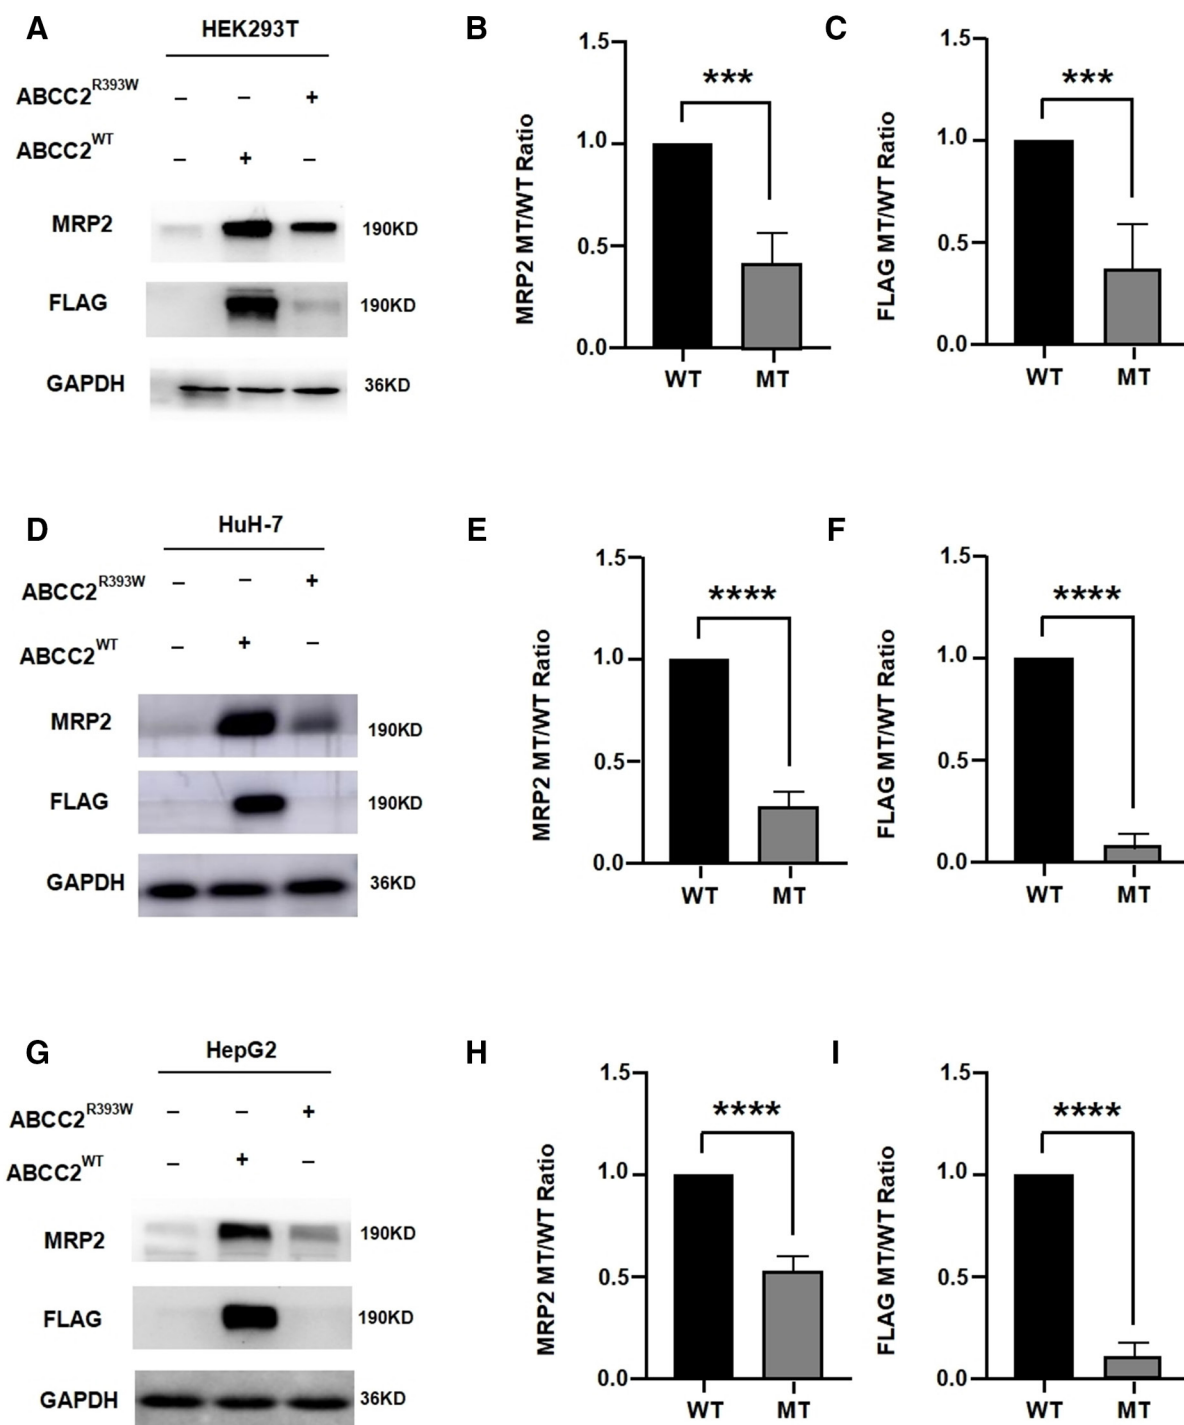 A
HEK293T
ABCC2R393W – – +
ABCC2WT – + –
MRP2 190KD
FLAG 190KD
GAPDH 36KD
B
MRP2 MT/WT Ratio
1.5
1.0
0.5
0.0
***
WT MT
C
FLAG MT/WT Ratio
1.5
1.0
0.5
0.0
***
WT MT
D
HuH-7
ABCC2R393W – – +
ABCC2WT – + –
MRP2 190KD
FLAG 190KD
GAPDH 36KD
E
MRP2 MT/WT Ratio
1.5
1.0
0.5
0.0
****
WT MT
F
FLAG MT/WT Ratio
1.5
1.0
0.5
0.0
****
WT MT
G
HepG2
ABCC2R393W – – +
ABCC2WT – + –
MRP2 190KD
FLAG 190KD
GAPDH 36KD
H
MRP2 MT/WT Ratio
1.5
1.0
0.5
0.0
****
WT MT
I
FLAG MT/WT Ratio
1.5
1.0
0.5
0.0
****
WT MT